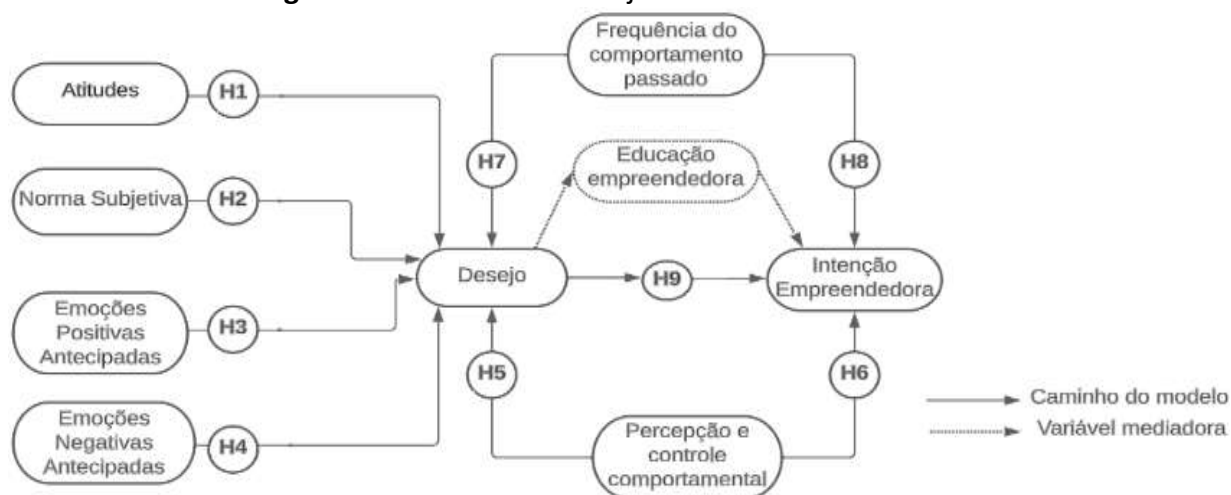 Frequência do
comportamento
passado
Atitudes
H1
H7
Educação
empreendedora
H8
Norma Subjetiva
H2
Desejo
H9
Intenção
Empreendedora
Emoções
Positivas
Antecipadas
H3
H5
H6
Caminho do modelo
Emoções
Negativas
Antecipadas
H4
Percepção e
controle
comportamental
Variável mediadora